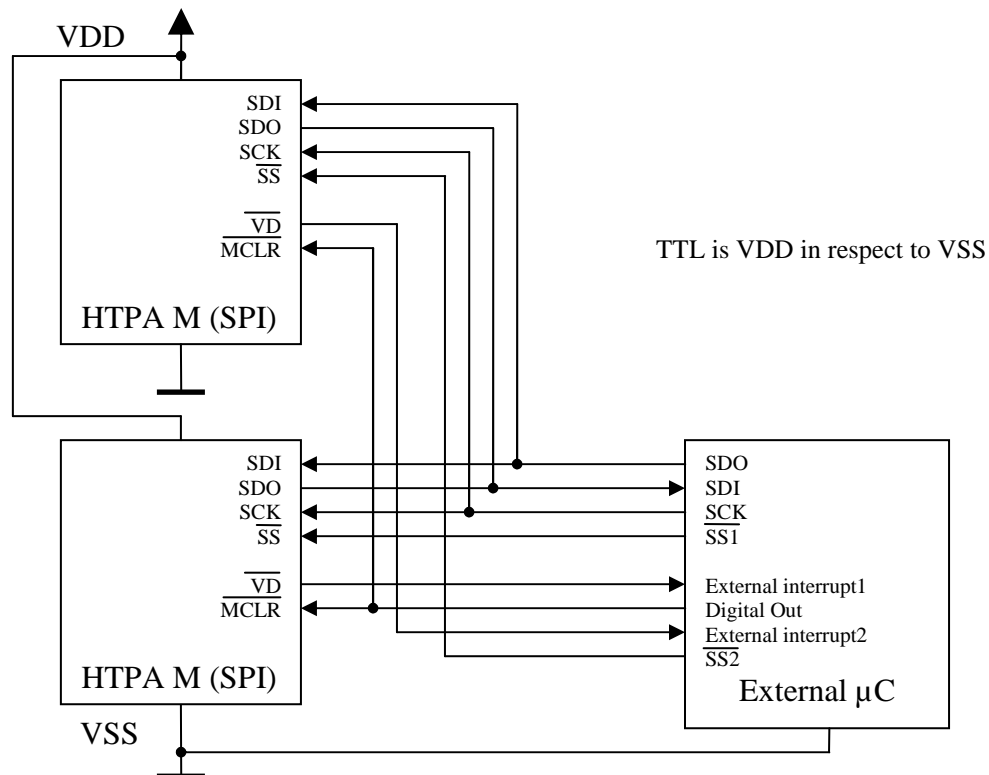 VDD
SDI
SDO
SCK
SS
VD
MCLR
HTPA M (SPI)
TTL is VDD in respect to VSS
SDI
SDO
SCK
SS
VD
MCLR
HTPA M (SPI)
VSS
SDO
SDI
SCK
SS1
External interrupt1
Digital Out
External interrupt2
SS2
External µC